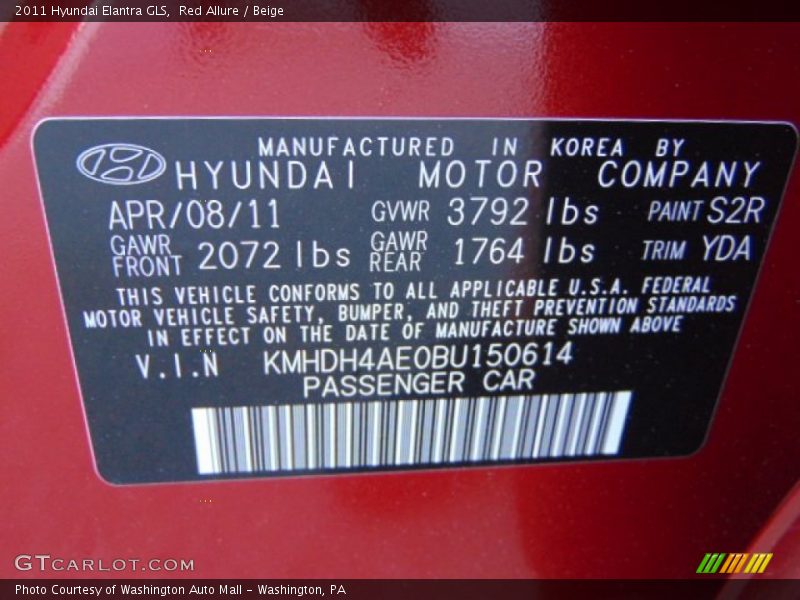 2011 Hyundai Elantra GLS,  Red Allure / Beige
MANUFACTURED IN KOREA BY
HYUNDAI MOTOR COMPANY
APR/08/11 GVWR 3792 lbs PAINT S2R
GAWR FRONT 2072 lbs GAWR REAR 1764 lbs TRIM YDA
THIS VEHICLE CONFORMS TO ALL APPLICABLE U.S.A. FEDERAL
MOTOR VEHICLE SAFETY, BUMPER, AND THEFT PREVENTION STANDARDS
IN EFFECT ON THE DATE OF MANUFACTURE SHOWN ABOVE
V.I.N KMHDH4AE0BU150614
PASSENGER CAR
GTCARLOT.COM
Photo Courtesy of Washington Auto Mall - Washington, PA